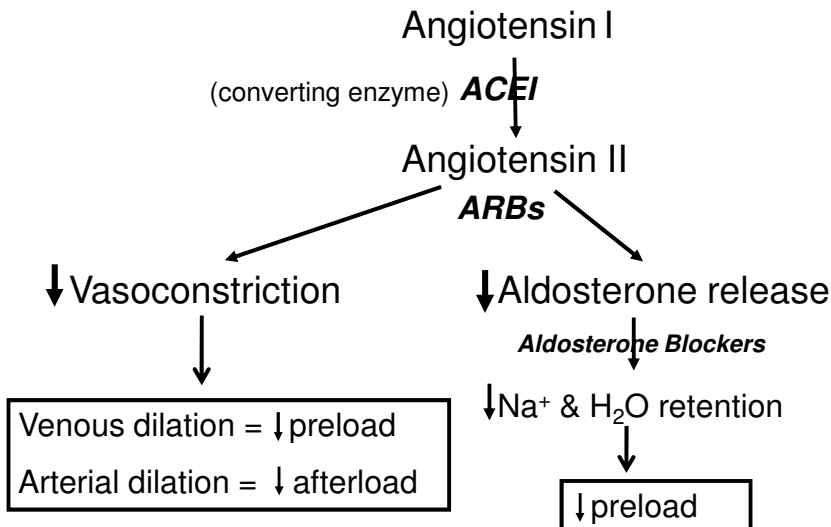 Angiotensin I
(converting enzyme) ACEI
Angiotensin II
ARBs
↓Vasoconstriction
↓Aldosterone release
Aldosterone Blockers
Venous dilation = ↓preload
Arterial dilation = ↓ afterload
↓Na⁺ & H₂O retention
↓preload